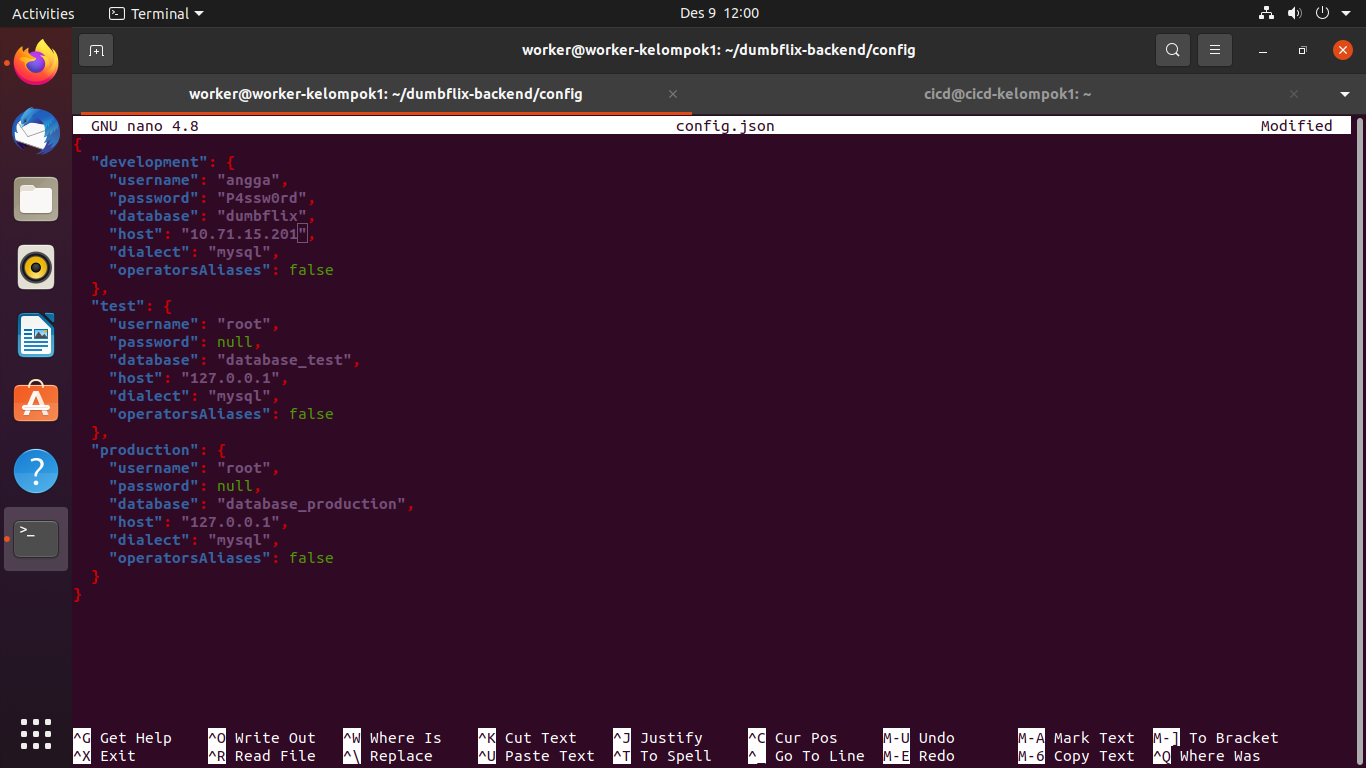 Activities Terminal Des 9 12:00
worker@worker-kelompok1: ~/dumbflix-backend/config
worker@worker-kelompok1: ~/dumbflix-backend/config cicd@cicd-kelompok1: ~
GNU nano 4.8 config.json Modified
{
  "development": {
    "username": "angga",
    "password": "P4ssw0rd",
    "database": "dumbflix",
    "host": "10.71.15.201",
    "dialect": "mysql",
    "operatorsAliases": false
  },
  "test": {
    "username": "root",
    "password": null,
    "database": "database_test",
    "host": "127.0.0.1",
    "dialect": "mysql",
    "operatorsAliases": false
  },
  "production": {
    "username": "root",
    "password": null,
    "database": "database_production",
    "host": "127.0.0.1",
    "dialect": "mysql",
    "operatorsAliases": false
  }
}
^G Get Help ^O Write Out ^W Where Is ^K Cut Text ^J Justify ^C Cur Pos M-U Undo M-A Mark Text M-] To Bracket
^X Exit ^R Read File ^\ Replace ^U Paste Text ^T To Spell ^_ Go To Line M-E Redo M-6 Copy Text ^Q Where Was